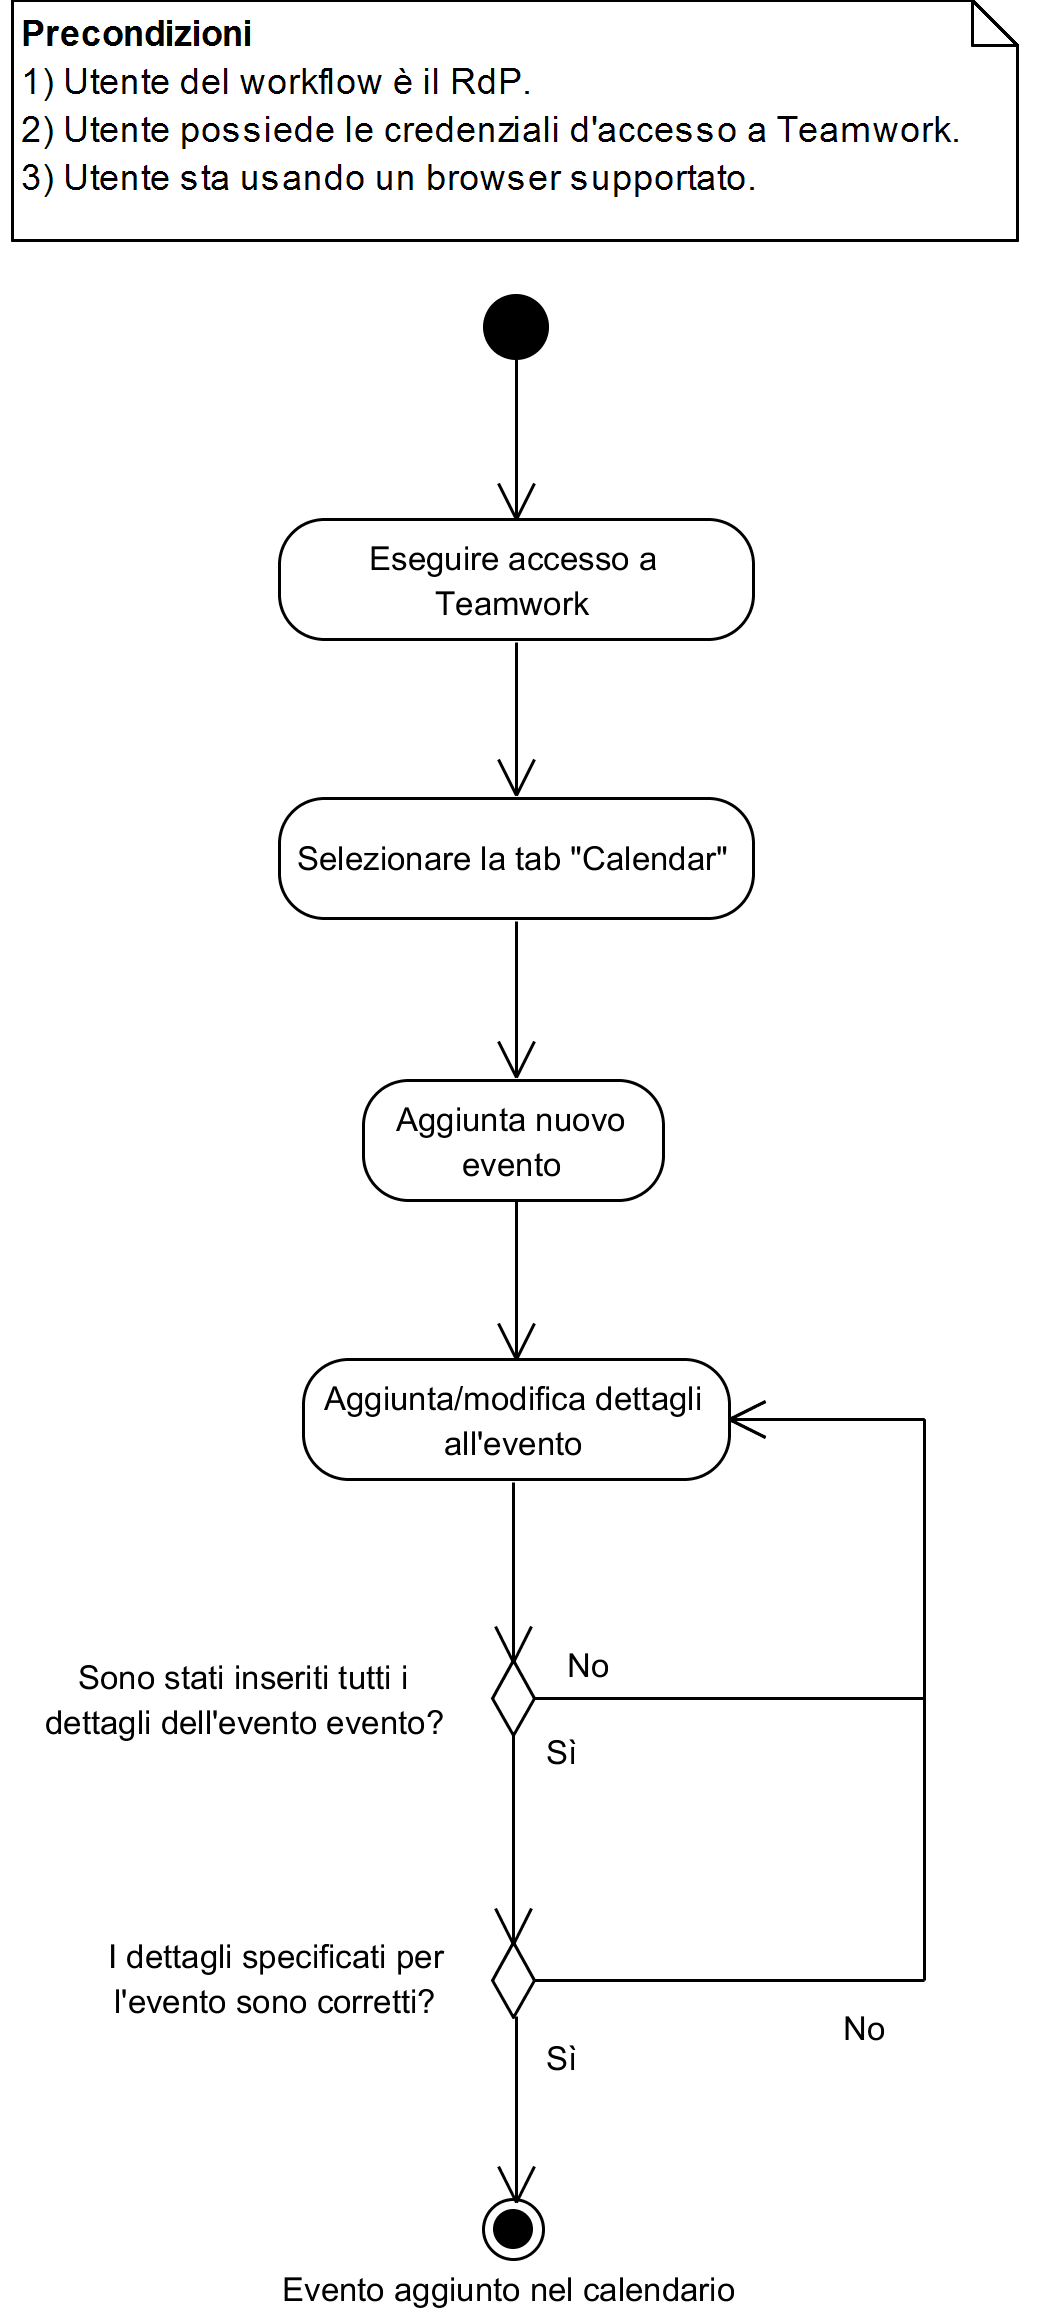 Precondizioni
1) Utente del workflow è il RdP.
2) Utente possiede le credenziali d'accesso a Teamwork.
3) Utente sta usando un browser supportato.
Eseguire accesso a
Teamwork
Selezionare la tab "Calendar"
Aggiunta nuovo
evento
Aggiunta/modifica dettagli
all'evento
Sono stati inseriti tutti i
dettagli dell'evento evento?
No
Sì
I dettagli specificati per
l'evento sono corretti?
No
Sì
Evento aggiunto nel calendario